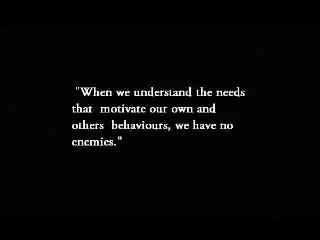 "When we understand the needs
that  motivate our own and
others  behaviours, we have no
enemies."